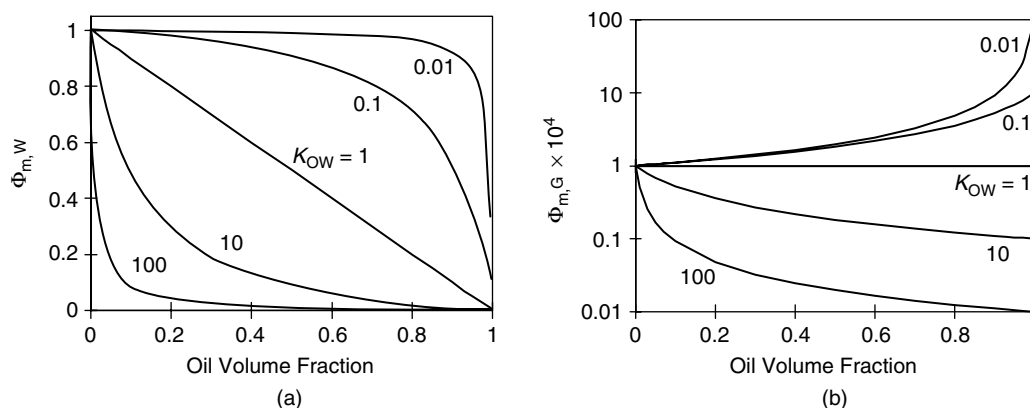 1
0.8
0.6
0.4
0.2
0
Φm,W
0.01
0.1
KOW = 1
10
100
0 0.2 0.4 0.6 0.8 1
Oil Volume Fraction
(a)
100
10
1
0.1
0.01
Φm,G × 10⁴
0.01
0.1
KOW = 1
10
100
0 0.2 0.4 0.6 0.8
Oil Volume Fraction
(b)